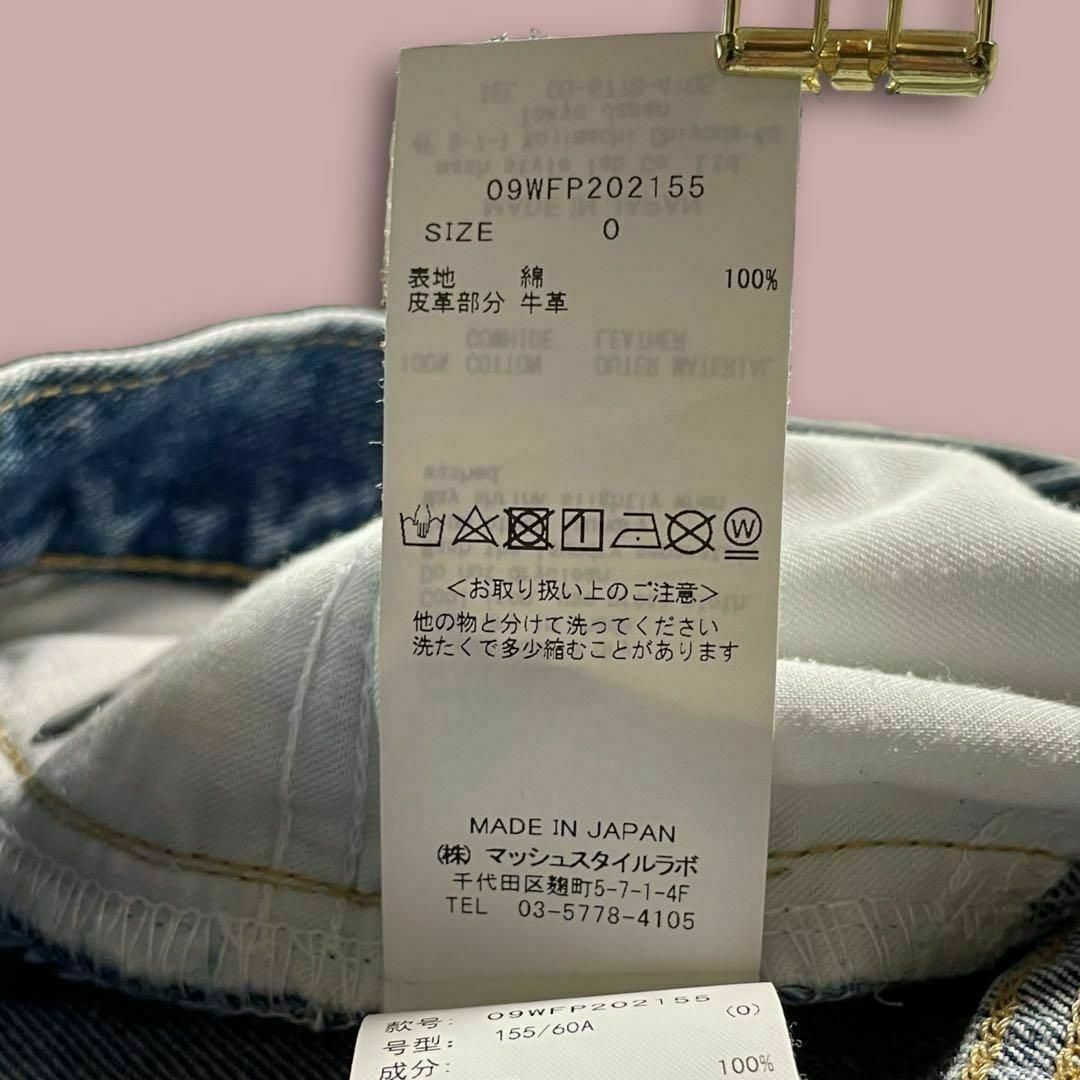 09WFP202155
SIZE 0
表地 綿 100%
皮革部分 牛革
W
<お取り扱い上のご注意>
他の物と分けて洗ってください
洗たくで多少縮むことがあります
MADE IN JAPAN
(株) マッシュスタイルラボ
千代田区麹町5-7-1-4F
TEL 03-5778-4105
款号: 09WFP202155 (0)
号型: 155/60A
成分: 100%